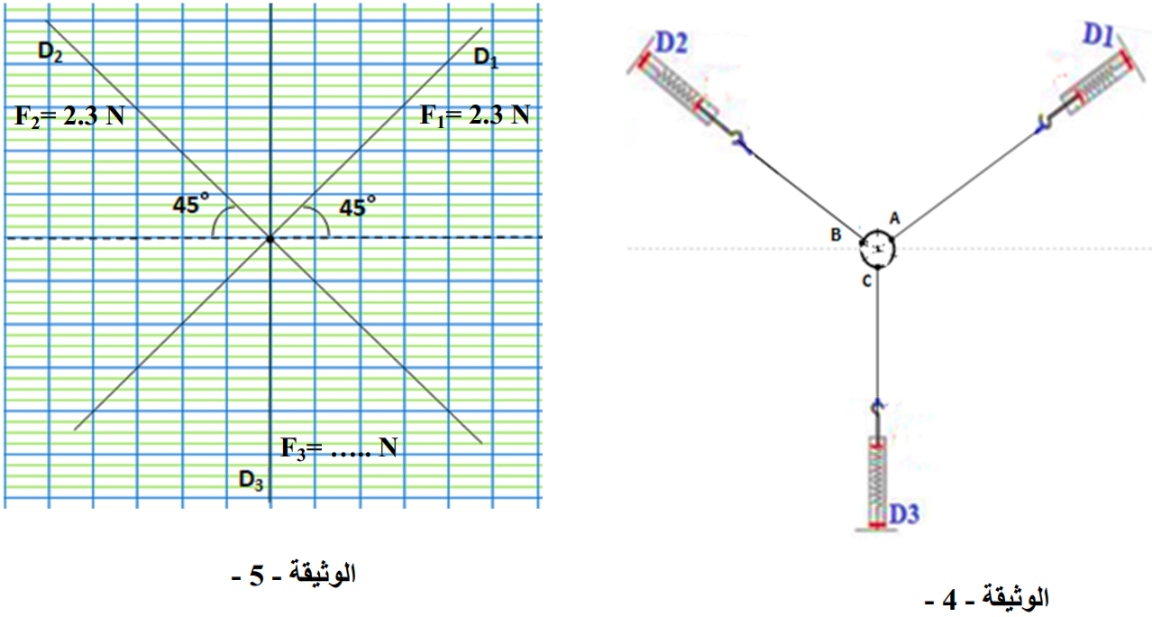 D₂
D₁
F₂= 2.3 N
F₁= 2.3 N
45°
45°
F₃= ..... N
D₃
الوثيقة - 5 -
D2
D1
A
B
C
D3
الوثيقة - 4 -